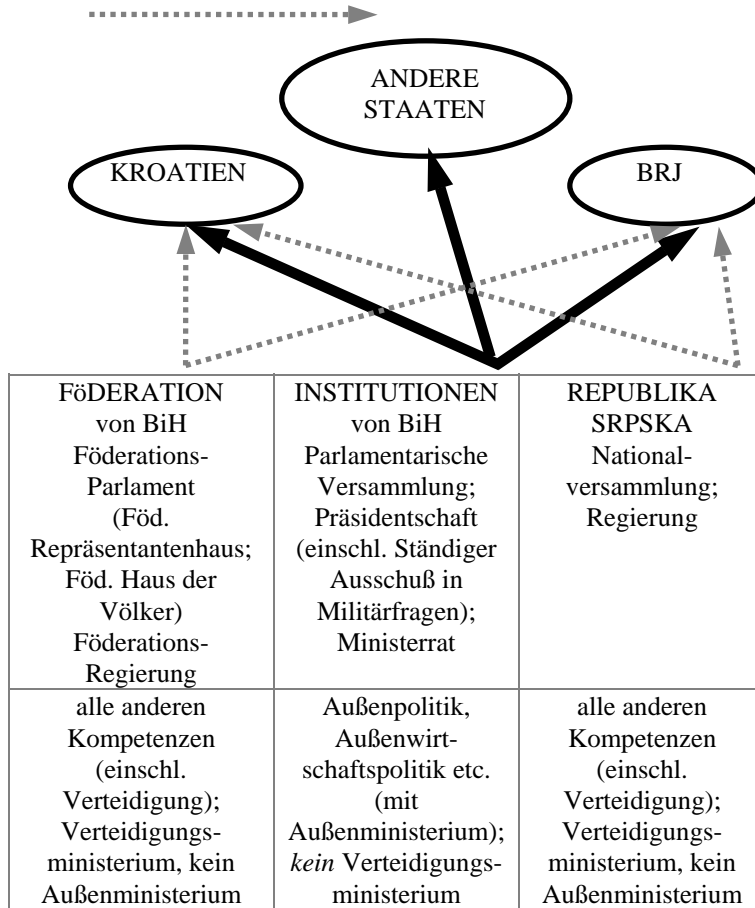 ANDERE
STAATEN
KROATIEN
BRJ
FöDERATION
von BiH
Föderations-
Parlament
(Föd.
Repräsentantenhaus;
Föd. Haus der
Völker)
Föderations-
Regierung
INSTITUTIONEN
von BiH
Parlamentarische
Versammlung;
Präsidentschaft
(einschl. Ständiger
Ausschuß in
Militärfragen);
Ministerrat
REPUBLIKA
SRPSKA
National-
versammlung;
Regierung
alle anderen
Kompetenzen
(einschl.
Verteidigung);
Verteidigungs-
ministerium, kein
Außenministerium
Außenpolitik,
Außenwirt-
schaftspolitik etc.
(mit
Außenministerium);
kein Verteidigungs-
ministerium
alle anderen
Kompetenzen
(einschl.
Verteidigung);
Verteidigungs-
ministerium, kein
Außenministerium